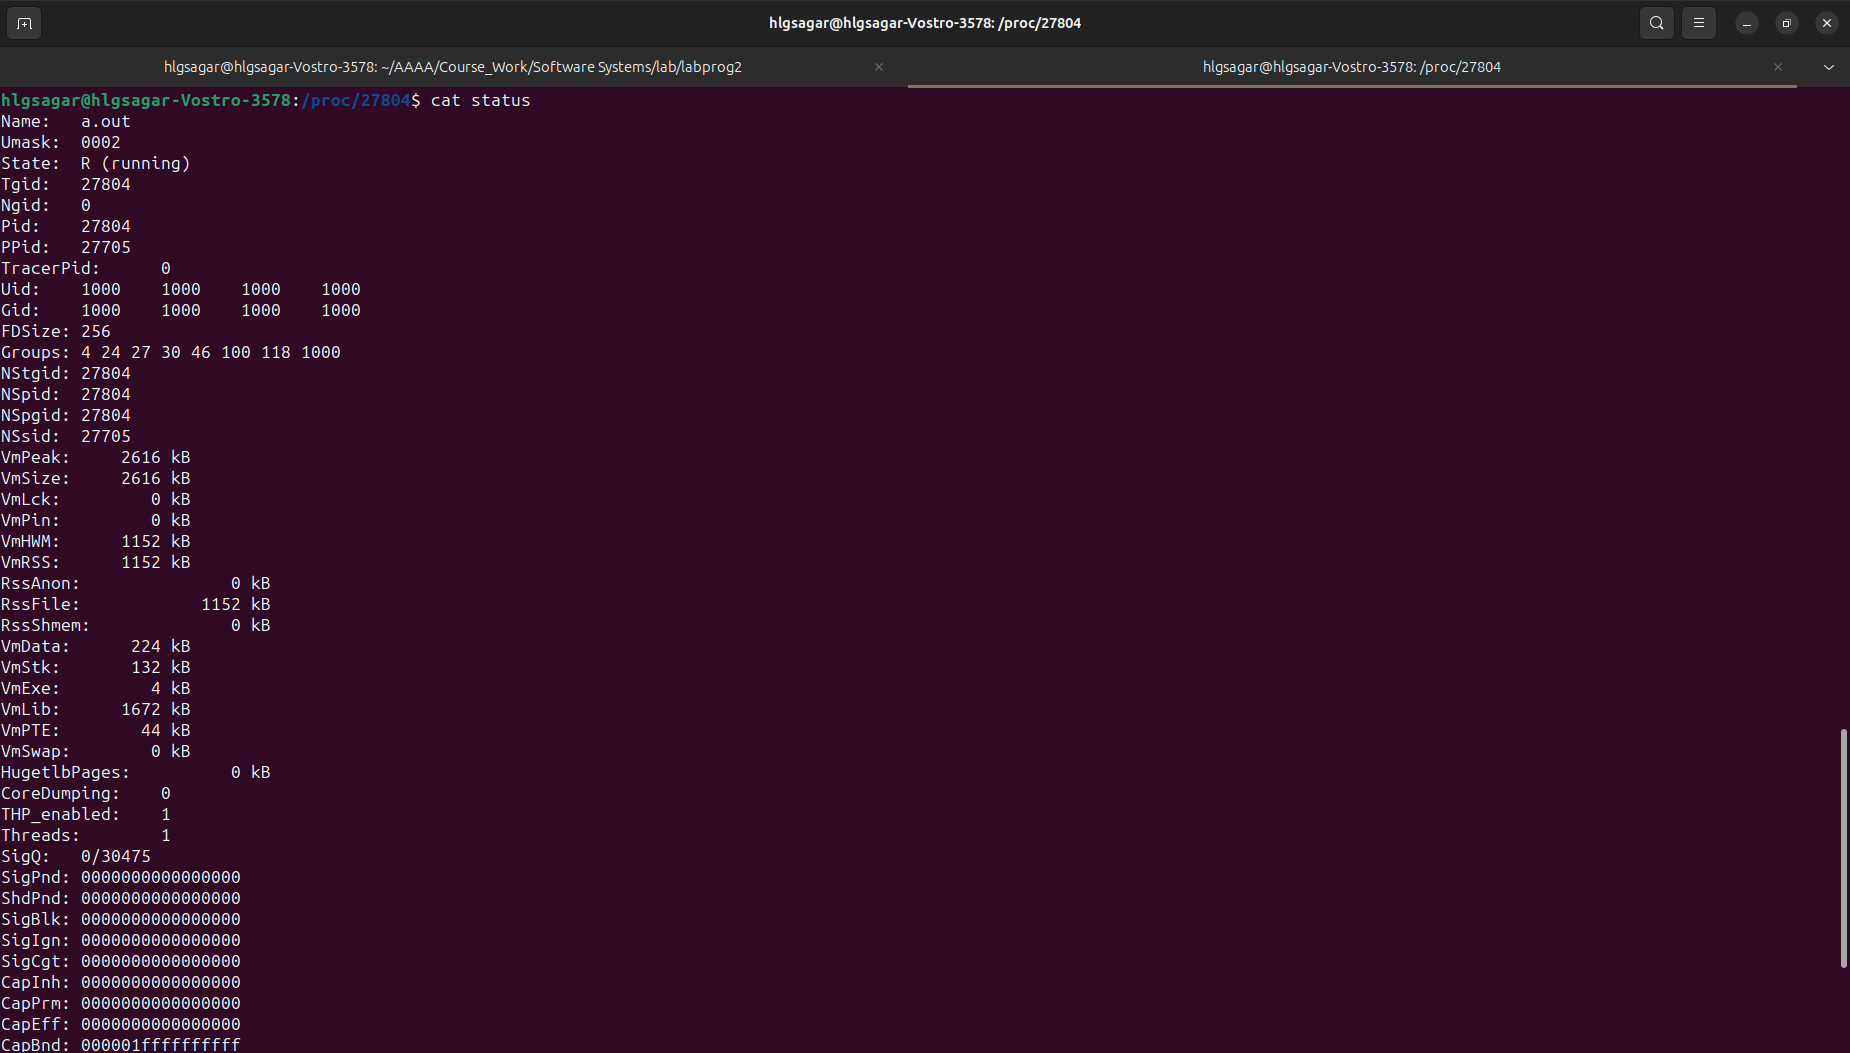 hlgsagar@hlgsagar-Vostro-3578: /proc/27804
hlgsagar@hlgsagar-Vostro-3578: ~/AAAA/Course_Work/Software Systems/lab/labprog2
hlgsagar@hlgsagar-Vostro-3578: /proc/27804
hlgsagar@hlgsagar-Vostro-3578:/proc/27804$ cat status
Name:   a.out
Umask:  0002
State:  R (running)
Tgid:   27804
Ngid:   0
Pid:    27804
PPid:   27705
TracerPid:      0
Uid:    1000    1000    1000    1000
Gid:    1000    1000    1000    1000
FDSize: 256
Groups: 4 24 27 30 46 100 118 1000
NStgid: 27804
NSpid:  27804
NSpgid: 27804
NSsid:  27705
VmPeak:     2616 kB
VmSize:     2616 kB
VmLck:         0 kB
VmPin:         0 kB
VmHWM:      1152 kB
VmRSS:      1152 kB
RssAnon:               0 kB
RssFile:            1152 kB
RssShmem:              0 kB
VmData:      224 kB
VmStk:       132 kB
VmExe:         4 kB
VmLib:      1672 kB
VmPTE:        44 kB
VmSwap:        0 kB
HugetlbPages:          0 kB
CoreDumping:    0
THP_enabled:    1
Threads:        1
SigQ:   0/30475
SigPnd: 0000000000000000
ShdPnd: 0000000000000000
SigBlk: 0000000000000000
SigIgn: 0000000000000000
SigCgt: 0000000000000000
CapInh: 0000000000000000
CapPrm: 0000000000000000
CapEff: 0000000000000000
CapBnd: 000001ffffffffff